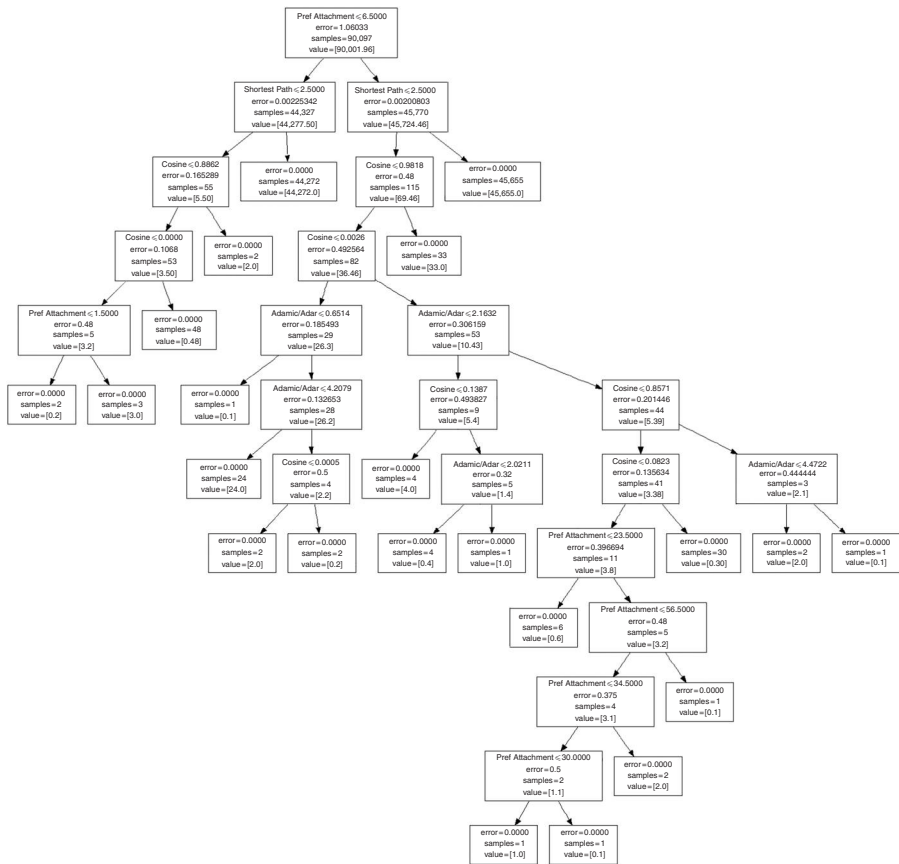 Pref Attachment ⩽6.5000
error=1.06033
samples=90,097
value=[90,001.96]
Shortest Path ⩽2.5000
error=0.00225342
samples=44,327
value=[44,277.50]
Shortest Path ⩽2.5000
error=0.00200803
samples=45,770
value=[45,724.46]
Cosine ⩽0.8862
error=0.165289
samples=55
value=[5.50]
error=0.0000
samples=44,272
value=[44,272.0]
Cosine ⩽0.9818
error=0.48
samples=115
value=[69.46]
error=0.0000
samples=45,655
value=[45,655.0]
Cosine ⩽0.0000
error=0.1068
samples=53
value=[3.50]
error=0.0000
samples=2
value=[2.0]
Cosine ⩽0.0026
error=0.492564
samples=82
value=[36.46]
error=0.0000
samples=33
value=[33.0]
Pref Attachment ⩽1.5000
error=0.48
samples=5
value=[3.2]
error=0.0000
samples=48
value=[0.48]
Adamic/Adar ⩽0.6514
error=0.185493
samples=29
value=[26.3]
Adamic/Adar ⩽2.1632
error=0.306159
samples=53
value=[10.43]
error=0.0000
samples=2
value=[0.2]
error=0.0000
samples=3
value=[3.0]
error=0.0000
samples=1
value=[0.1]
Adamic/Adar ⩽4.2079
error=0.132653
samples=28
value=[26.2]
Cosine ⩽0.1387
error=0.493827
samples=9
value=[5.4]
Cosine ⩽0.8571
error=0.201446
samples=44
value=[5.39]
error=0.0000
samples=24
value=[24.0]
Cosine ⩽0.0005
error=0.5
samples=4
value=[2.2]
error=0.0000
samples=4
value=[4.0]
Adamic/Adar ⩽2.0211
error=0.32
samples=5
value=[1.4]
Cosine ⩽0.0823
error=0.135634
samples=41
value=[3.38]
Adamic/Adar ⩽4.4722
error=0.444444
samples=3
value=[2.1]
error=0.0000
samples=2
value=[2.0]
error=0.0000
samples=2
value=[0.2]
error=0.0000
samples=4
value=[0.4]
error=0.0000
samples=1
value=[1.0]
Pref Attachment ⩽23.5000
error=0.396694
samples=11
value=[3.8]
error=0.0000
samples=30
value=[0.30]
error=0.0000
samples=2
value=[2.0]
error=0.0000
samples=1
value=[0.1]
error=0.0000
samples=6
value=[0.6]
Pref Attachment ⩽56.5000
error=0.48
samples=5
value=[3.2]
Pref Attachment ⩽34.5000
error=0.375
samples=4
value=[3.1]
error=0.0000
samples=1
value=[0.1]
Pref Attachment ⩽30.0000
error=0.5
samples=2
value=[1.1]
error=0.0000
samples=2
value=[2.0]
error=0.0000
samples=1
value=[1.0]
error=0.0000
samples=1
value=[0.1]